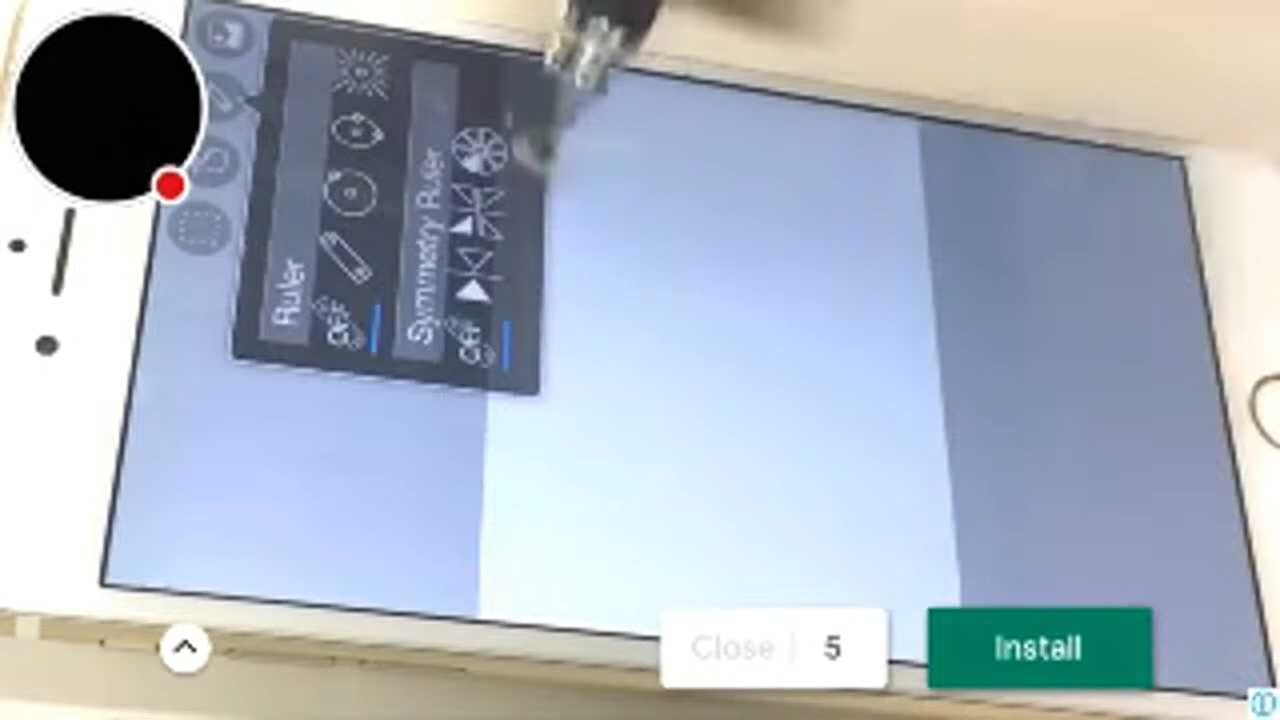 Ruler
OFF
Symmetry Ruler
OFF
Close | 5
Install